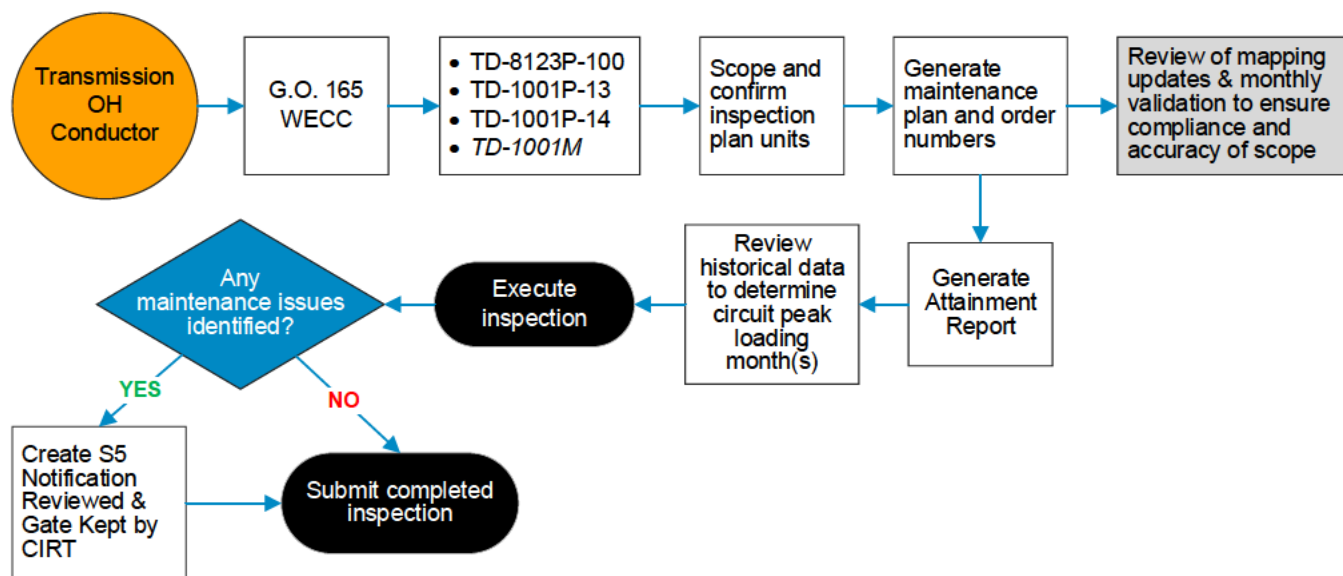 Transmission
OH
Conductor
G.O. 165
WECC
• TD-8123P-100
• TD-1001P-13
• TD-1001P-14
• TD-1001M
Scope and
confirm
inspection
plan units
Generate
maintenance
plan and order
numbers
Review of mapping
updates & monthly
validation to ensure
compliance and
accuracy of scope
Generate
Attainment
Report
Review
historical data
to determine
circuit peak
loading
month(s)
Execute
inspection
Any
maintenance issues
identified?
YES
NO
Create S5
Notification
Reviewed &
Gate Kept by
CIRT
Submit completed
inspection